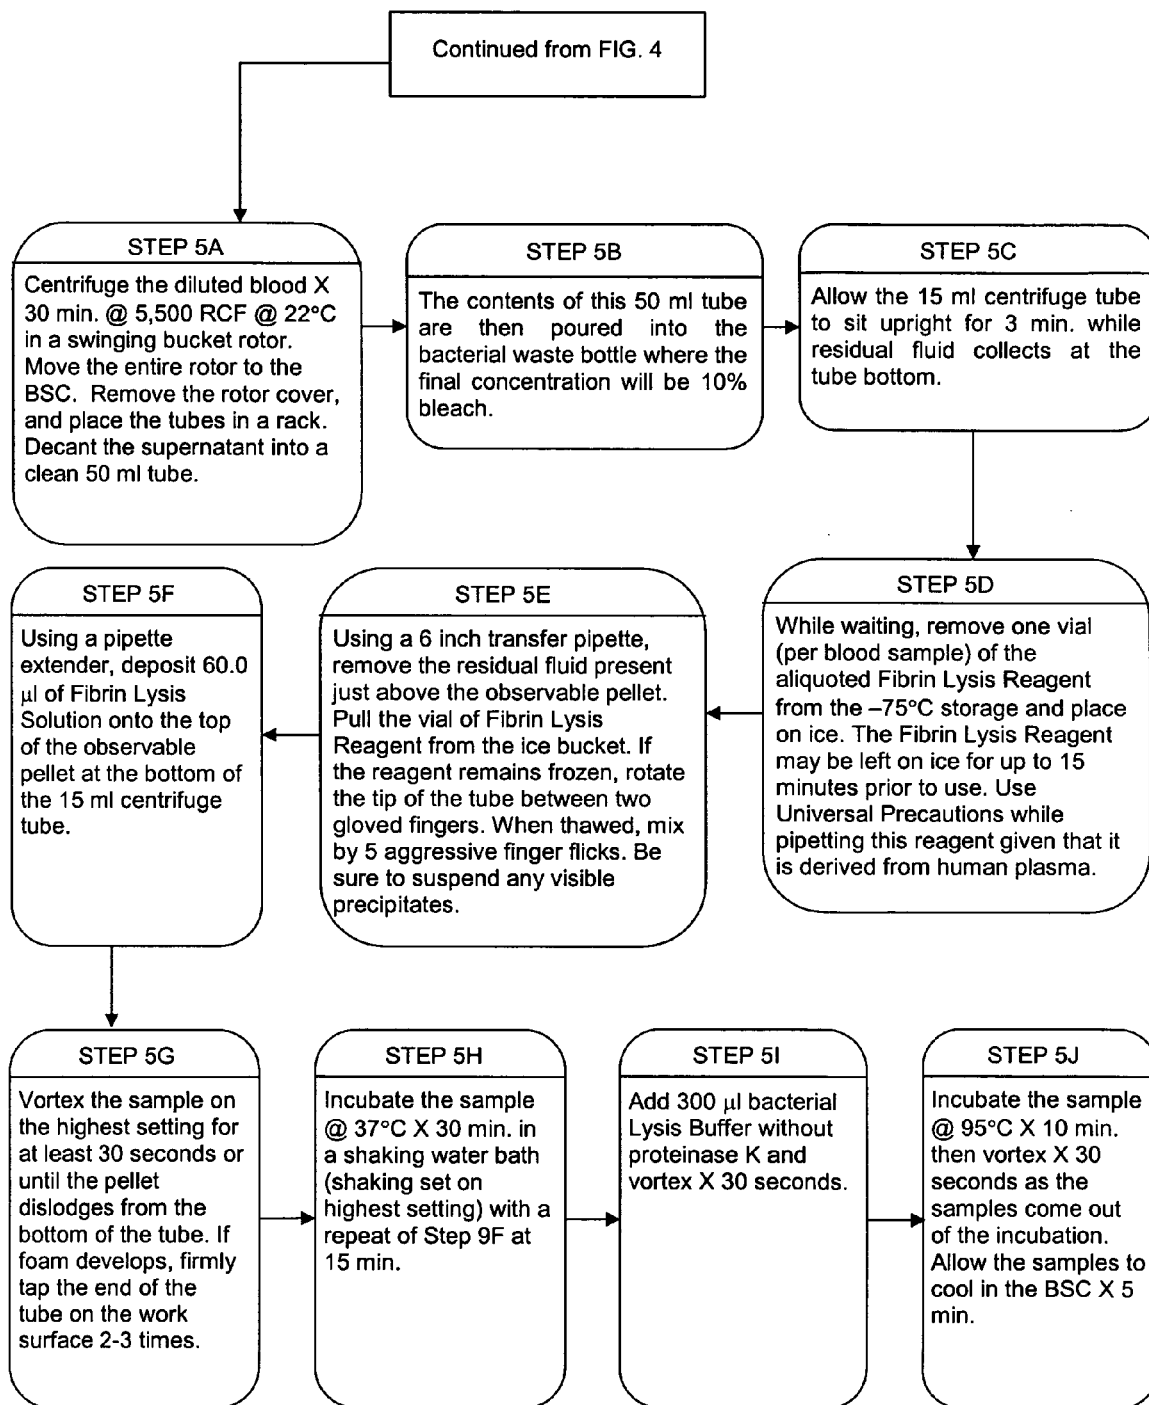 Continued from FIG. 4
STEP 5A
Centrifuge the diluted blood X
30 min. @ 5,500 RCF @ 22°C
in a swinging bucket rotor.
Move the entire rotor to the
BSC. Remove the rotor cover,
and place the tubes in a rack.
Decant the supernatant into a
clean 50 ml tube.
STEP 5B
The contents of this 50 ml tube
are then poured into the
bacterial waste bottle where the
final concentration will be 10%
bleach.
STEP 5C
Allow the 15 ml centrifuge tube
to sit upright for 3 min. while
residual fluid collects at the
tube bottom.
STEP 5D
While waiting, remove one vial
(per blood sample) of the
aliquoted Fibrin Lysis Reagent
from the –75°C storage and place
on ice. The Fibrin Lysis Reagent
may be left on ice for up to 15
minutes prior to use. Use
Universal Precautions while
pipetting this reagent given that it
is derived from human plasma.
STEP 5E
Using a 6 inch transfer pipette,
remove the residual fluid present
just above the observable pellet.
Pull the vial of Fibrin Lysis
Reagent from the ice bucket. If
the reagent remains frozen, rotate
the tip of the tube between two
gloved fingers. When thawed, mix
by 5 aggressive finger flicks. Be
sure to suspend any visible
precipitates.
STEP 5F
Using a pipette
extender, deposit 60.0
µl of Fibrin Lysis
Solution onto the top
of the observable
pellet at the bottom of
the 15 ml centrifuge
tube.
STEP 5G
Vortex the sample on
the highest setting for
at least 30 seconds or
until the pellet
dislodges from the
bottom of the tube. If
foam develops, firmly
tap the end of the
tube on the work
surface 2-3 times.
STEP 5H
Incubate the sample
@ 37°C X 30 min. in
a shaking water bath
(shaking set on
highest setting) with a
repeat of Step 9F at
15 min.
STEP 5I
Add 300 µl bacterial
Lysis Buffer without
proteinase K and
vortex X 30 seconds.
STEP 5J
Incubate the sample
@ 95°C X 10 min.
then vortex X 30
seconds as the
samples come out
of the incubation.
Allow the samples to
cool in the BSC X 5
min.